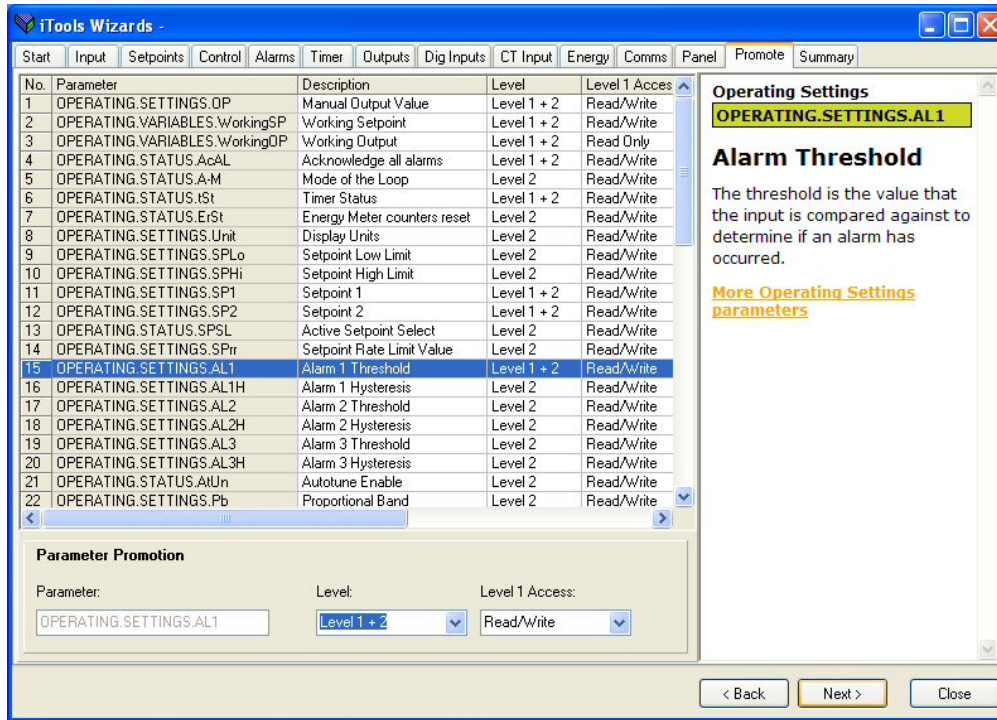 iTools Wizards -
Start Input Setpoints Control Alarms Timer Outputs Dig Inputs CT Input Energy Comms Panel Promote Summary
No. Parameter Description Level Level 1 Acces
1 OPERATING.SETTINGS.OP Manual Output Value Level 1 + 2 Read/Write
2 OPERATING.VARIABLES.WorkingSP Working Setpoint Level 1 + 2 Read/Write
3 OPERATING.VARIABLES.WorkingOP Working Output Level 1 + 2 Read Only
4 OPERATING.STATUS.AcAL Acknowledge all alarms Level 1 + 2 Read/Write
5 OPERATING.STATUS.A-M Mode of the Loop Level 2 Read/Write
6 OPERATING.STATUS.tSt Timer Status Level 1 + 2 Read/Write
7 OPERATING.STATUS.ErSt Energy Meter counters reset Level 2 Read/Write
8 OPERATING.SETTINGS.Unit Display Units Level 2 Read/Write
9 OPERATING.SETTINGS.SPLo Setpoint Low Limit Level 2 Read/Write
10 OPERATING.SETTINGS.SPHi Setpoint High Limit Level 2 Read/Write
11 OPERATING.SETTINGS.SP1 Setpoint 1 Level 1 + 2 Read/Write
12 OPERATING.SETTINGS.SP2 Setpoint 2 Level 1 + 2 Read/Write
13 OPERATING.STATUS.SPSL Active Setpoint Select Level 2 Read/Write
14 OPERATING.SETTINGS.SPrr Setpoint Rate Limit Value Level 2 Read/Write
15 OPERATING.SETTINGS.AL1 Alarm 1 Threshold Level 1 + 2 Read/Write
16 OPERATING.SETTINGS.AL1H Alarm 1 Hysteresis Level 2 Read/Write
17 OPERATING.SETTINGS.AL2 Alarm 2 Threshold Level 2 Read/Write
18 OPERATING.SETTINGS.AL2H Alarm 2 Hysteresis Level 2 Read/Write
19 OPERATING.SETTINGS.AL3 Alarm 3 Threshold Level 2 Read/Write
20 OPERATING.SETTINGS.AL3H Alarm 3 Hysteresis Level 2 Read/Write
21 OPERATING.STATUS.AtUn Autotune Enable Level 2 Read/Write
22 OPERATING.SETTINGS.Pb Proportional Band Level 2 Read/Write
Operating Settings
OPERATING.SETTINGS.AL1
Alarm Threshold
The threshold is the value that
the input is compared against to
determine if an alarm has
occurred.
More Operating Settings
parameters
Parameter Promotion
Parameter: Level: Level 1 Access:
OPERATING.SETTINGS.AL1 Level 1 + 2 Read/Write
< Back Next > Close